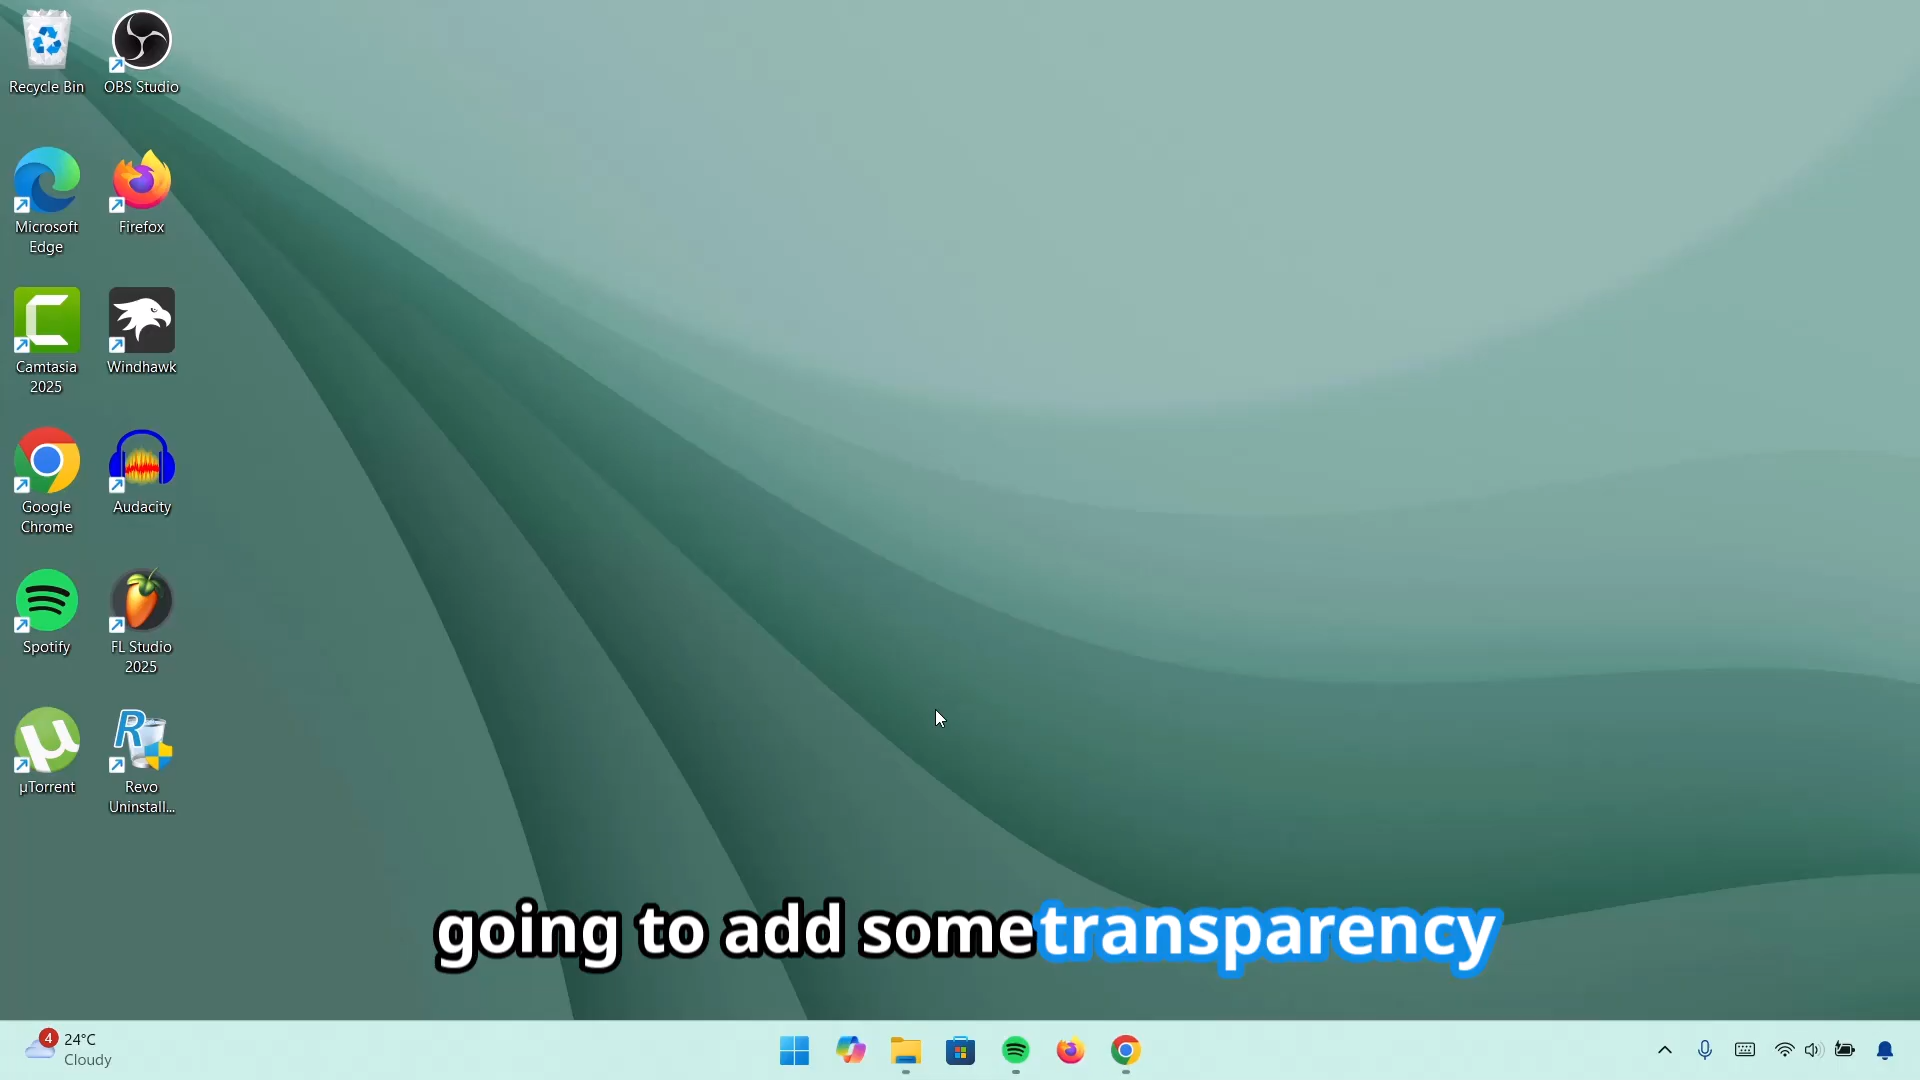 Recycle Bin
OBS Studio
Microsoft
Edge
Firefox
Camtasia
2025
Windhawk
Google
Chrome
Audacity
Spotify
FL Studio
2025
µTorrent
Revo
Uninstall...
going to add some transparency
4
24°C
Cloudy